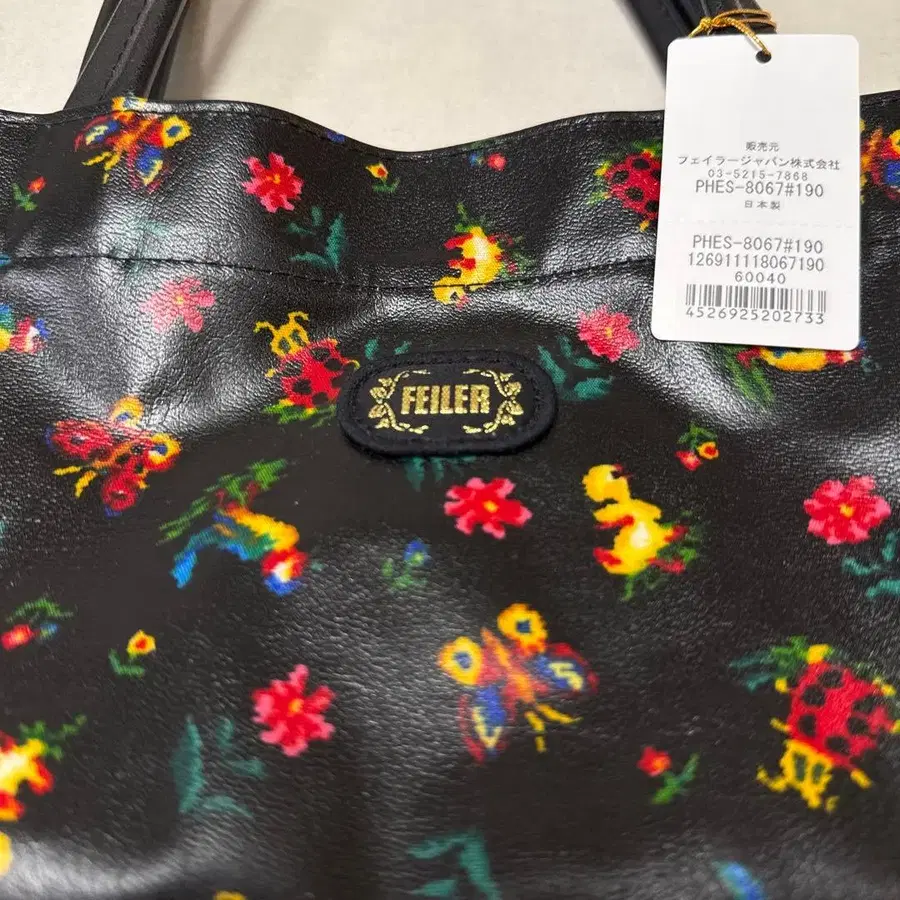 販売元
フェイラージャパン株式会社
03-5215-7868
PHES-8067#190
日本製
PHES-8067#190
126911118067190
60040
4526925202733
FEILER